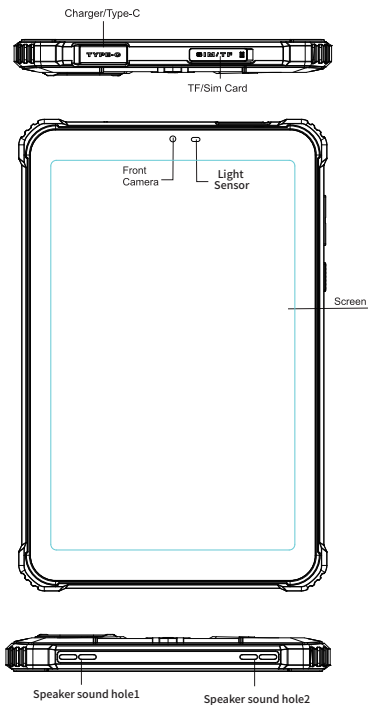 Charger/Type-C
TYPE-C
SIM/TF
TF/Sim Card
Front
Camera
Light
Sensor
Screen
Speaker sound hole1
Speaker sound hole2